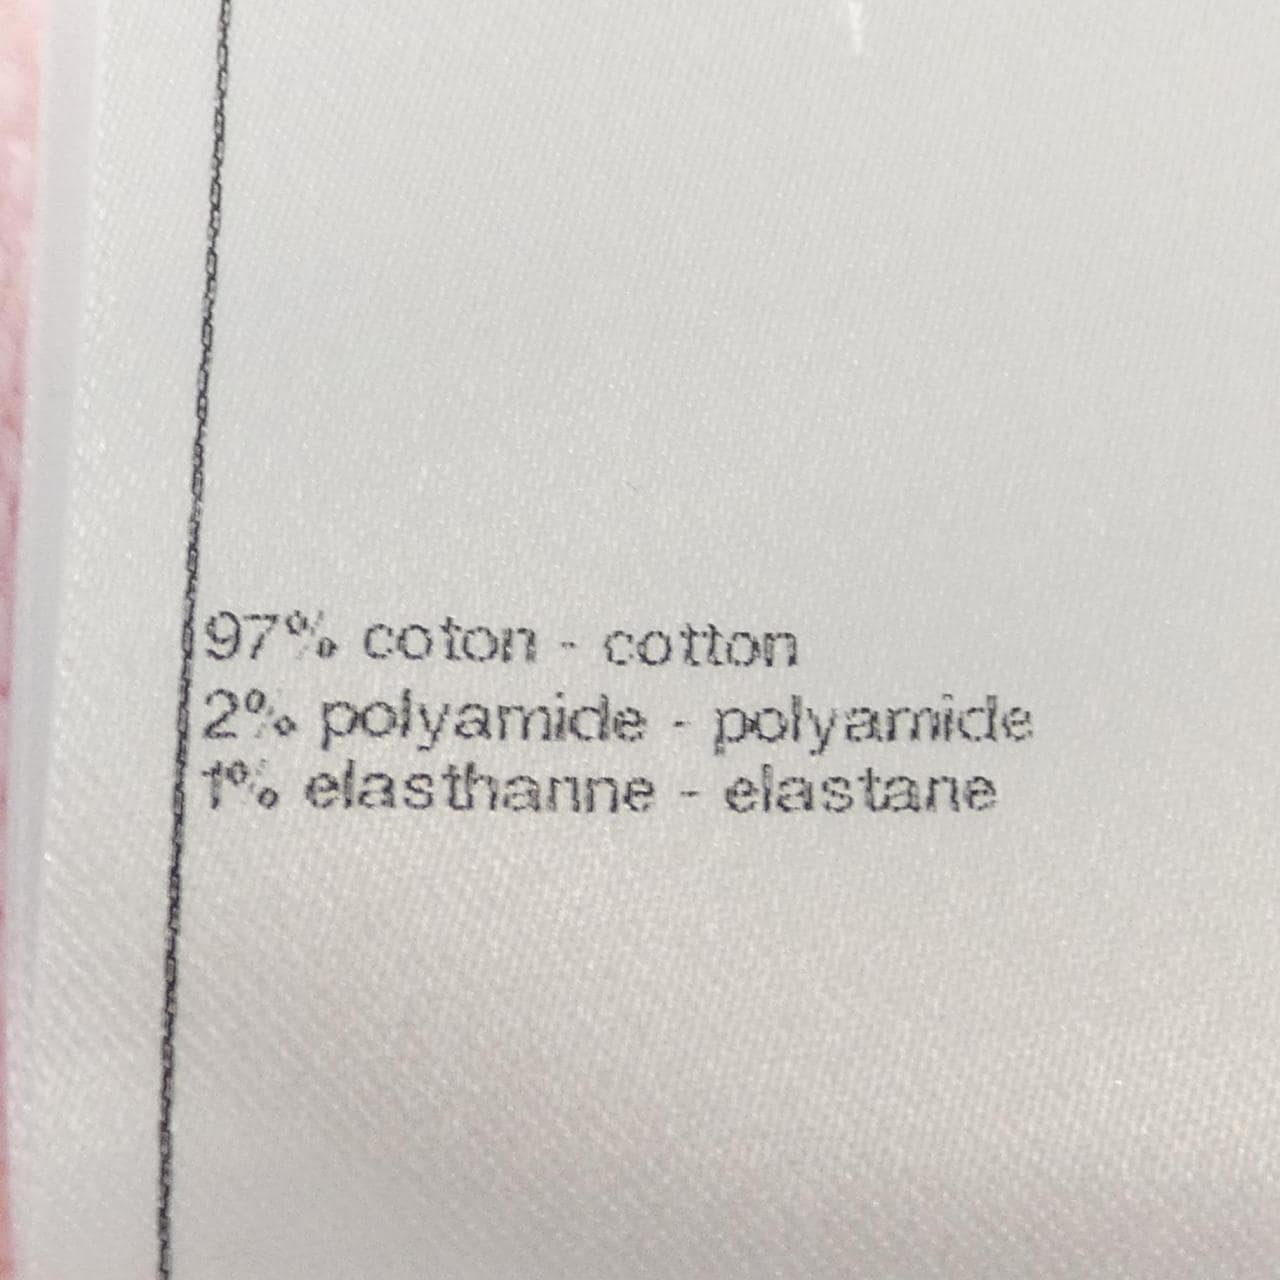 97% coton - cotton
2% polyamide - polyamide
1% elasthanne - elastane